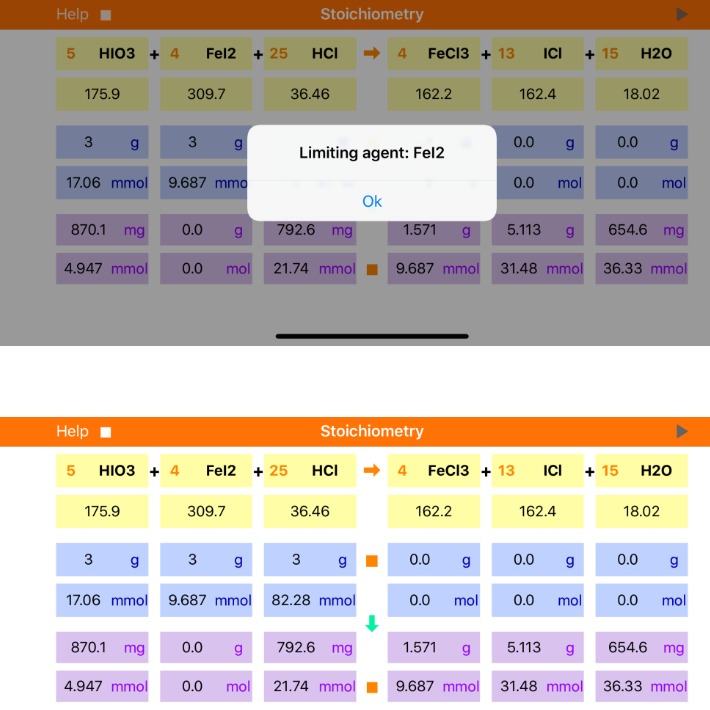 Help Stoichiometry
5 HIO3 + 4 FeI2 + 25 HCl 4 FeCl3 + 13 ICl + 15 H2O
175.9 309.7 36.46 162.2 162.4 18.02
3 g 3 g 0.0 g 0.0 g
Limiting agent: FeI2
17.06 mmol 9.687 mmo 0.0 mol 0.0 mol
Ok
870.1 mg 0.0 g 792.6 mg 1.571 g 5.113 g 654.6 mg
4.947 mmol 0.0 mol 21.74 mmol 9.687 mmol 31.48 mmol 36.33 mmol
Help Stoichiometry
5 HIO3 + 4 FeI2 + 25 HCl 4 FeCl3 + 13 ICl + 15 H2O
175.9 309.7 36.46 162.2 162.4 18.02
3 g 3 g 3 g 0.0 g 0.0 g 0.0 g
17.06 mmol 9.687 mmol 82.28 mmol 0.0 mol 0.0 mol 0.0 mol
870.1 mg 0.0 g 792.6 mg 1.571 g 5.113 g 654.6 mg
4.947 mmol 0.0 mol 21.74 mmol 9.687 mmol 31.48 mmol 36.33 mmol